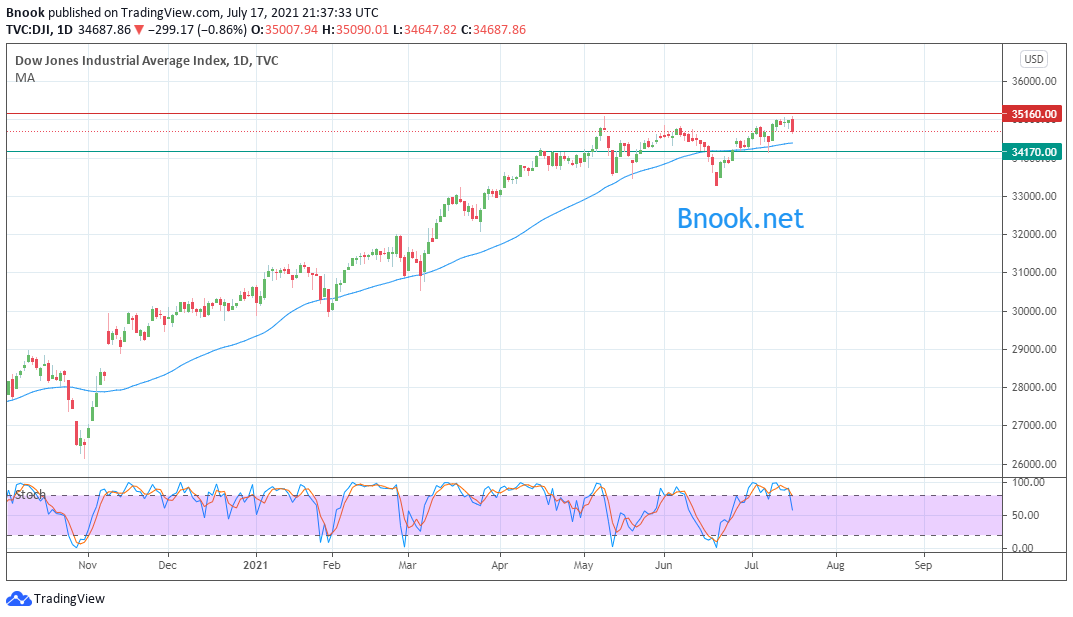 Bnook published on TradingView.com, July 17, 2021 21:37:33 UTC
TVC:DJI, 1D 34687.86 ▼ −299.17 (−0.86%) O:35007.94 H:35090.01 L:34647.82 C:34687.86
Dow Jones Industrial Average Index, 1D, TVC
MA
USD
36000.00
35160.00
34170.00
33000.00
32000.00
31000.00
30000.00
29000.00
28000.00
27000.00
26000.00
Bnook.net
Stoch
100.00
50.00
0.00
Nov Dec 2021 Feb Mar Apr May Jun Jul Aug Sep
TradingView